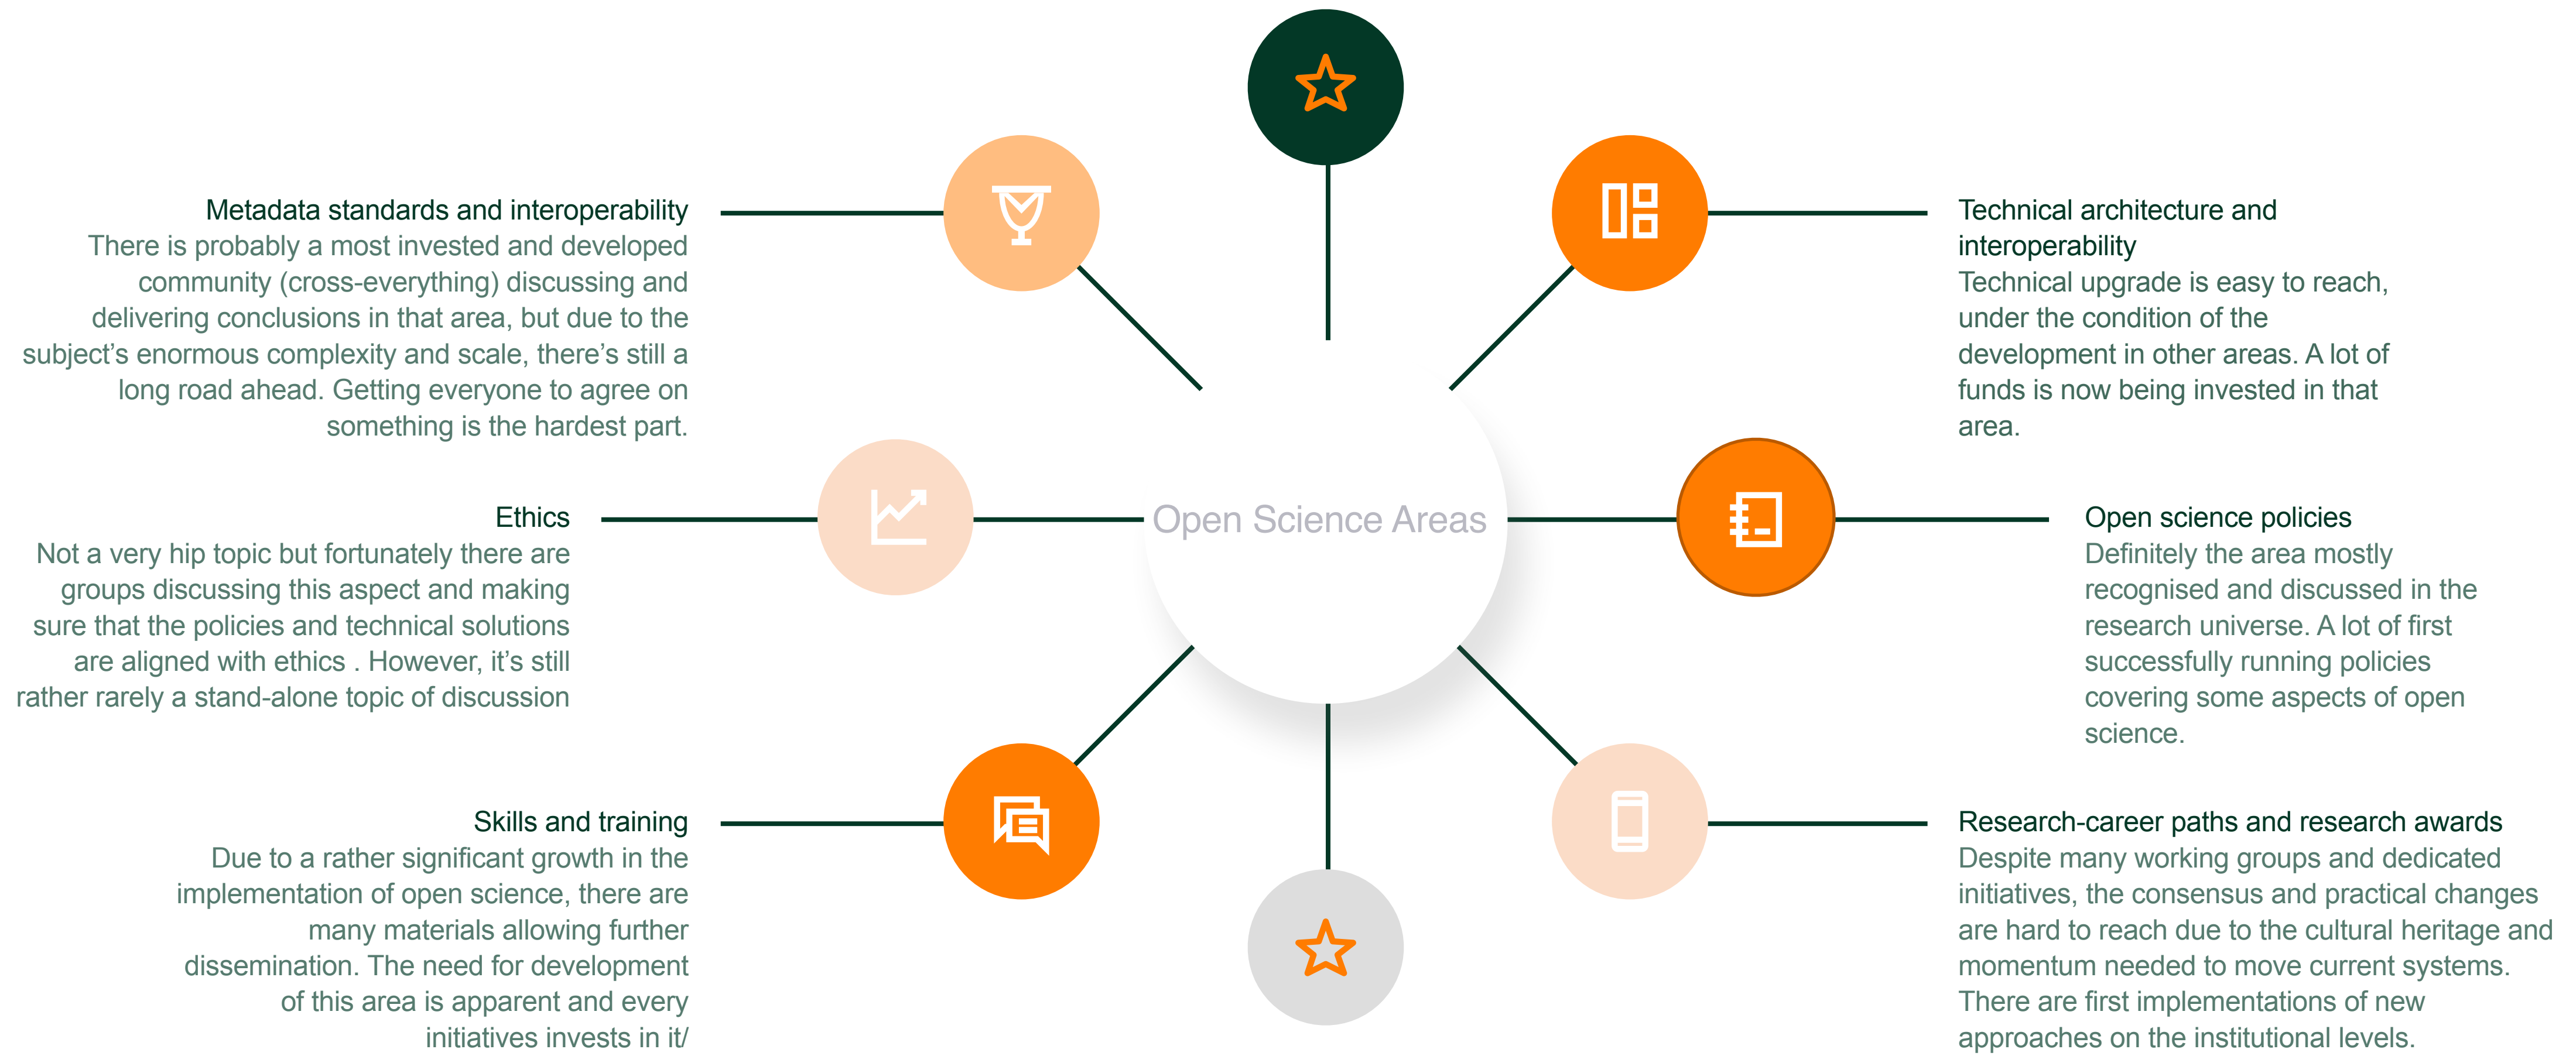 Metadata standards and interoperability
There is probably a most invested and developed
community (cross-everything) discussing and
delivering conclusions in that area, but due to the
subject’s enormous complexity and scale, there’s still a
long road ahead. Getting everyone to agree on
something is the hardest part.
Technical architecture and
interoperability
Technical upgrade is easy to reach,
under the condition of the
development in other areas. A lot of
funds is now being invested in that
area.
Ethics
Not a very hip topic but fortunately there are
groups discussing this aspect and making
sure that the policies and technical solutions
are aligned with ethics . However, it’s still
rather rarely a stand-alone topic of discussion
Open Science Areas
Open science policies
Definitely the area mostly
recognised and discussed in the
research universe. A lot of first
successfully running policies
covering some aspects of open
science.
Skills and training
Due to a rather significant growth in the
implementation of open science, there are
many materials allowing further
dissemination. The need for development
of this area is apparent and every
initiatives invests in it/
Research-career paths and research awards
Despite many working groups and dedicated
initiatives, the consensus and practical changes
are hard to reach due to the cultural heritage and
momentum needed to move current systems.
There are first implementations of new
approaches on the institutional levels.